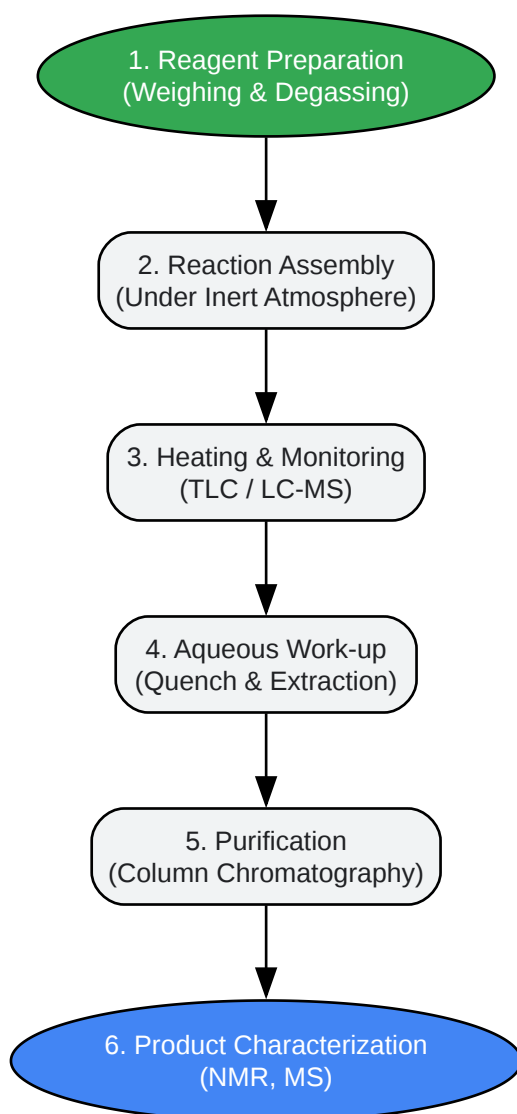 1. Reagent Preparation
(Weighing & Degassing)
2. Reaction Assembly
(Under Inert Atmosphere)
3. Heating & Monitoring
(TLC / LC-MS)
4. Aqueous Work-up
(Quench & Extraction)
5. Purification
(Column Chromatography)
6. Product Characterization
(NMR, MS)